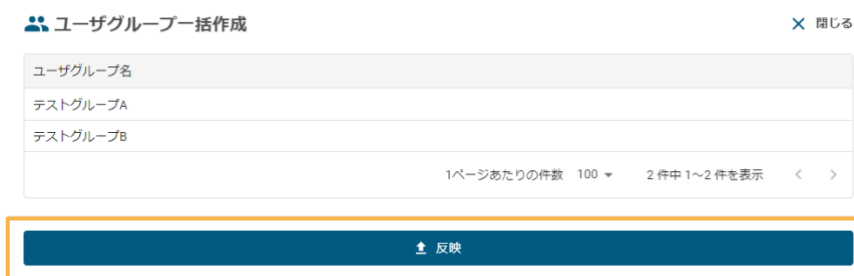 ユーザグループ一括作成
閉じる
ユーザグループ名
テストグループA
テストグループB
1ページあたりの件数 100 2 件中 1~2 件を表示
反映